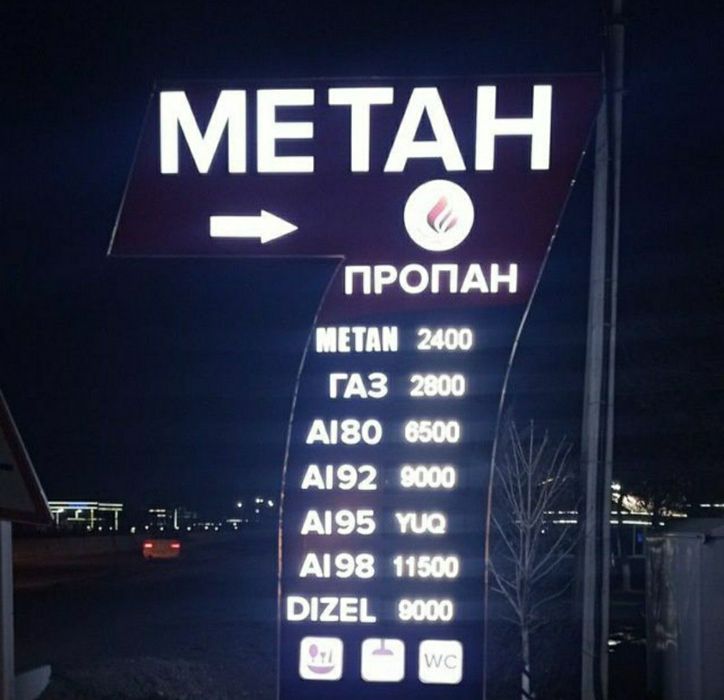 МЕТАН
ПРОПАН
METAN 2400
ГАЗ 2800
AI80 6500
AI92 9000
AI95 YUQ
AI98 11500
DIZEL 9000
WC